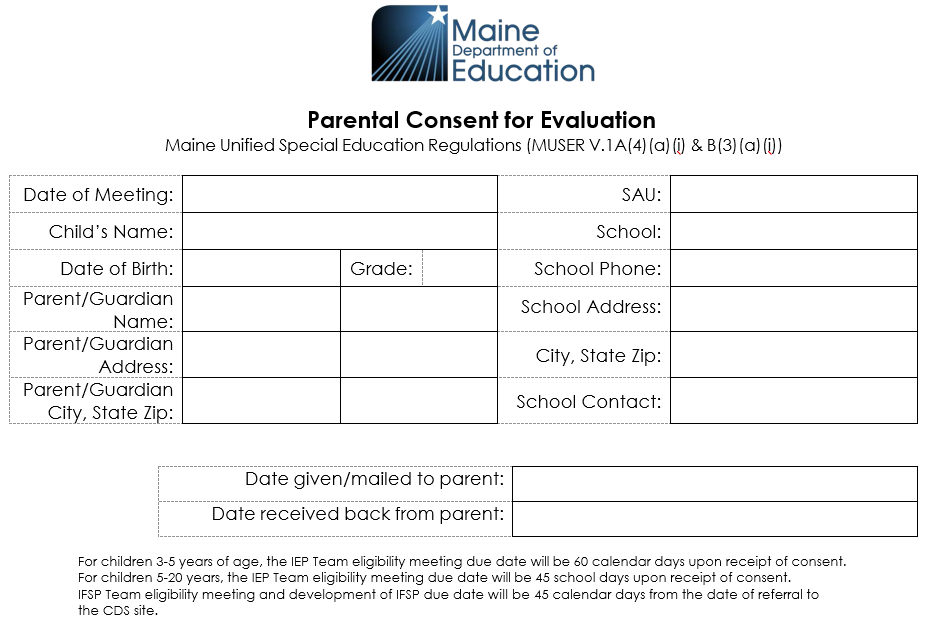 Maine
Department of
Education
Parental Consent for Evaluation
Maine Unified Special Education Regulations (MUSER V.1A(4)(a)(i) & B(3)(a)(i))
Date of Meeting: SAU:
Child’s Name: School:
Date of Birth: Grade: School Phone:
Parent/Guardian
Name: School Address:
Parent/Guardian
Address: City, State Zip:
Parent/Guardian
City, State Zip: School Contact:
Date given/mailed to parent:
Date received back from parent:
For children 3-5 years of age, the IEP Team eligibility meeting due date will be 60 calendar days upon receipt of consent.
For children 5-20 years, the IEP Team eligibility meeting due date will be 45 school days upon receipt of consent.
IFSP Team eligibility meeting and development of IFSP due date will be 45 calendar days from the date of referral to
the CDS site.